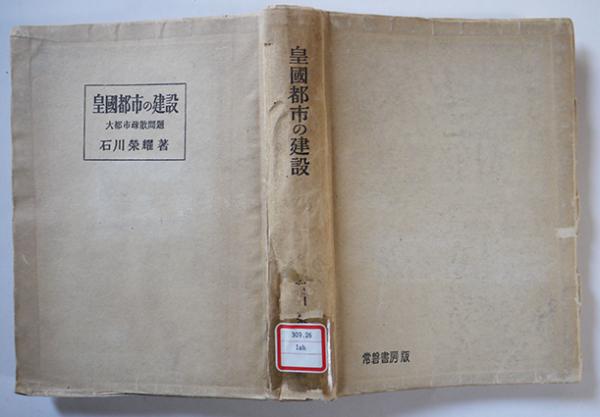 皇國都市の建設
大都市疎散問題
石川榮耀著
皇國都市の建設
309.26
Ish
常磐書房版